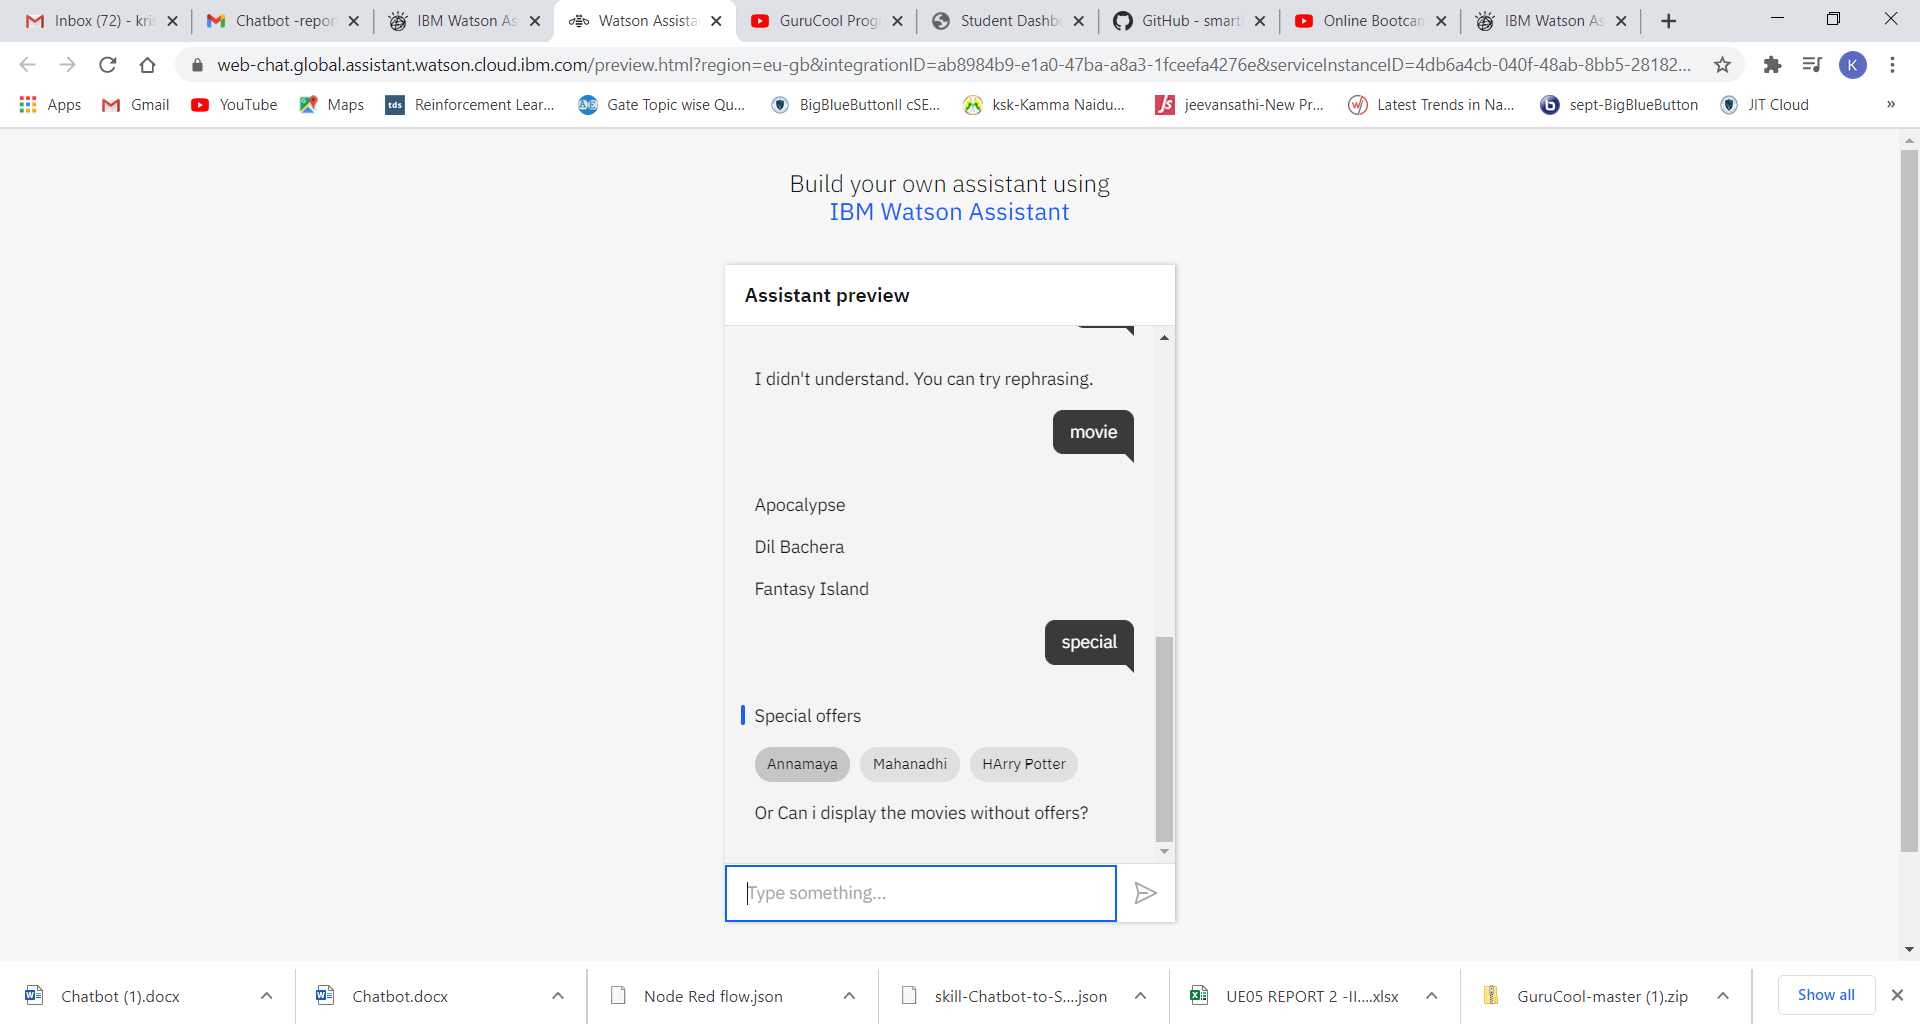 Inbox (72) - kris
Chatbot -repor
IBM Watson As
Watson Assista
GuruCool Prog
Student Dashb
GitHub - smart
Online Bootcam
IBM Watson As
web-chat.global.assistant.watson.cloud.ibm.com/preview.html?region=eu-gb&integrationID=ab8984b9-e1a0-47ba-a8a3-1fceefa4276e&serviceInstanceID=4db6a4cb-040f-48ab-8bb5-28182...
K
Apps
Gmail
YouTube
Maps
tds Reinforcement Lear...
Gate Topic wise Qu...
BigBlueButtonII cSE...
ksk-Kamma Naidu...
JS jeevansathi-New Pr...
Latest Trends in Na...
sept-BigBlueButton
JIT Cloud
»
Build your own assistant using
IBM Watson Assistant
Assistant preview
I didn't understand. You can try rephrasing.
movie
Apocalypse
Dil Bachera
Fantasy Island
special
Special offers
Annamaya
Mahanadhi
HArry Potter
Or Can i display the movies without offers?
Type something...
Chatbot (1).docx
Chatbot.docx
Node Red flow.json
skill-Chatbot-to-S....json
UE05 REPORT 2 -II....xlsx
GuruCool-master (1).zip
Show all